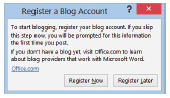 Register a Blog Account
? ×
To start blogging, register your blog account. If you skip
this step now, you will be prompted for this information
the first time you post.
If you don't have a blog yet, visit Office.com to learn
about blog providers that work with Microsoft Word.
Office.com
Register Now
Register Later